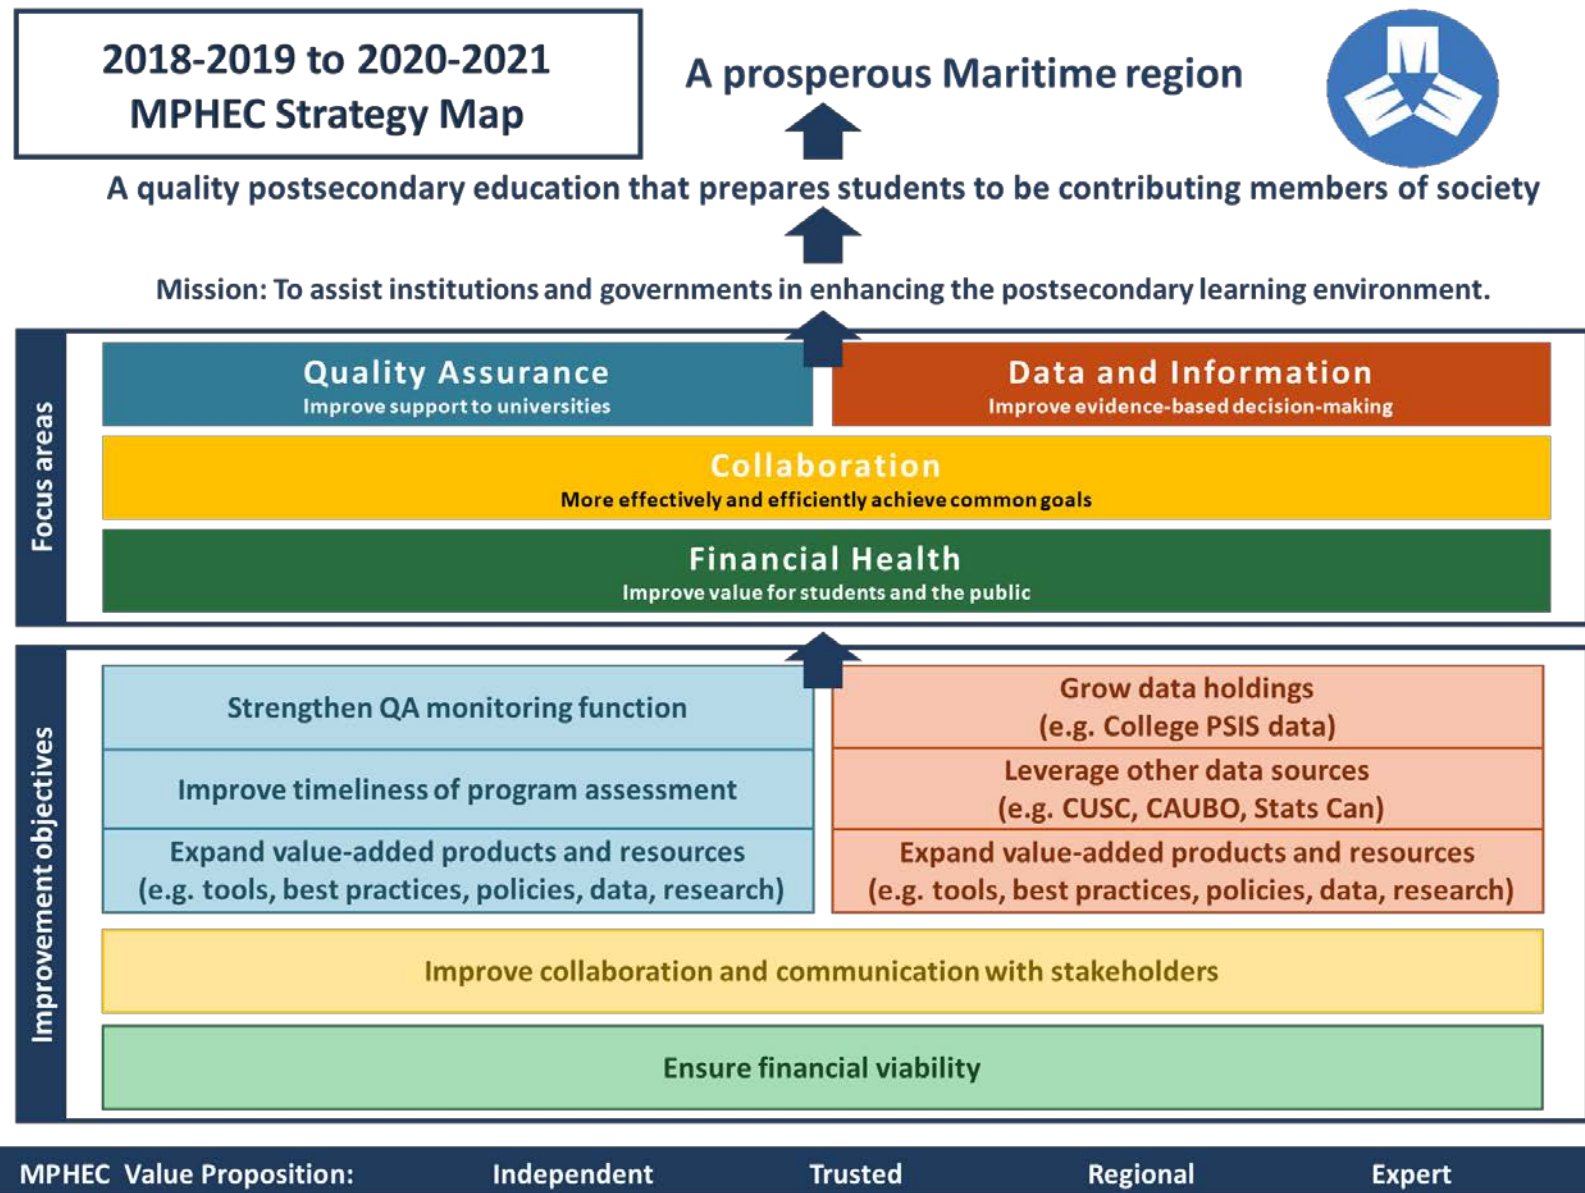 2018-2019 to 2020-2021
MPHEC Strategy Map
A prosperous Maritime region
M
A quality postsecondary education that prepares students to be contributing members of society
Mission: To assist institutions and governments in enhancing the postsecondary learning environment.
Focus areas
Quality Assurance
Improve support to universities
Data and Information
Improve evidence-based decision-making
Collaboration
More effectively and efficiently achieve common goals
Financial Health
Improve value for students and the public
Improvement objectives
Strengthen QA monitoring function
Improve timeliness of program assessment
Expand value-added products and resources
(e.g. tools, best practices, policies, data, research)
Grow data holdings
(e.g. College PSIS data)
Leverage other data sources
(e.g. CUSC, CAUBO, Stats Can)
Expand value-added products and resources
(e.g. tools, best practices, policies, data, research)
Improve collaboration and communication with stakeholders
Ensure financial viability
MPHEC Value Proposition: Independent Trusted Regional Expert